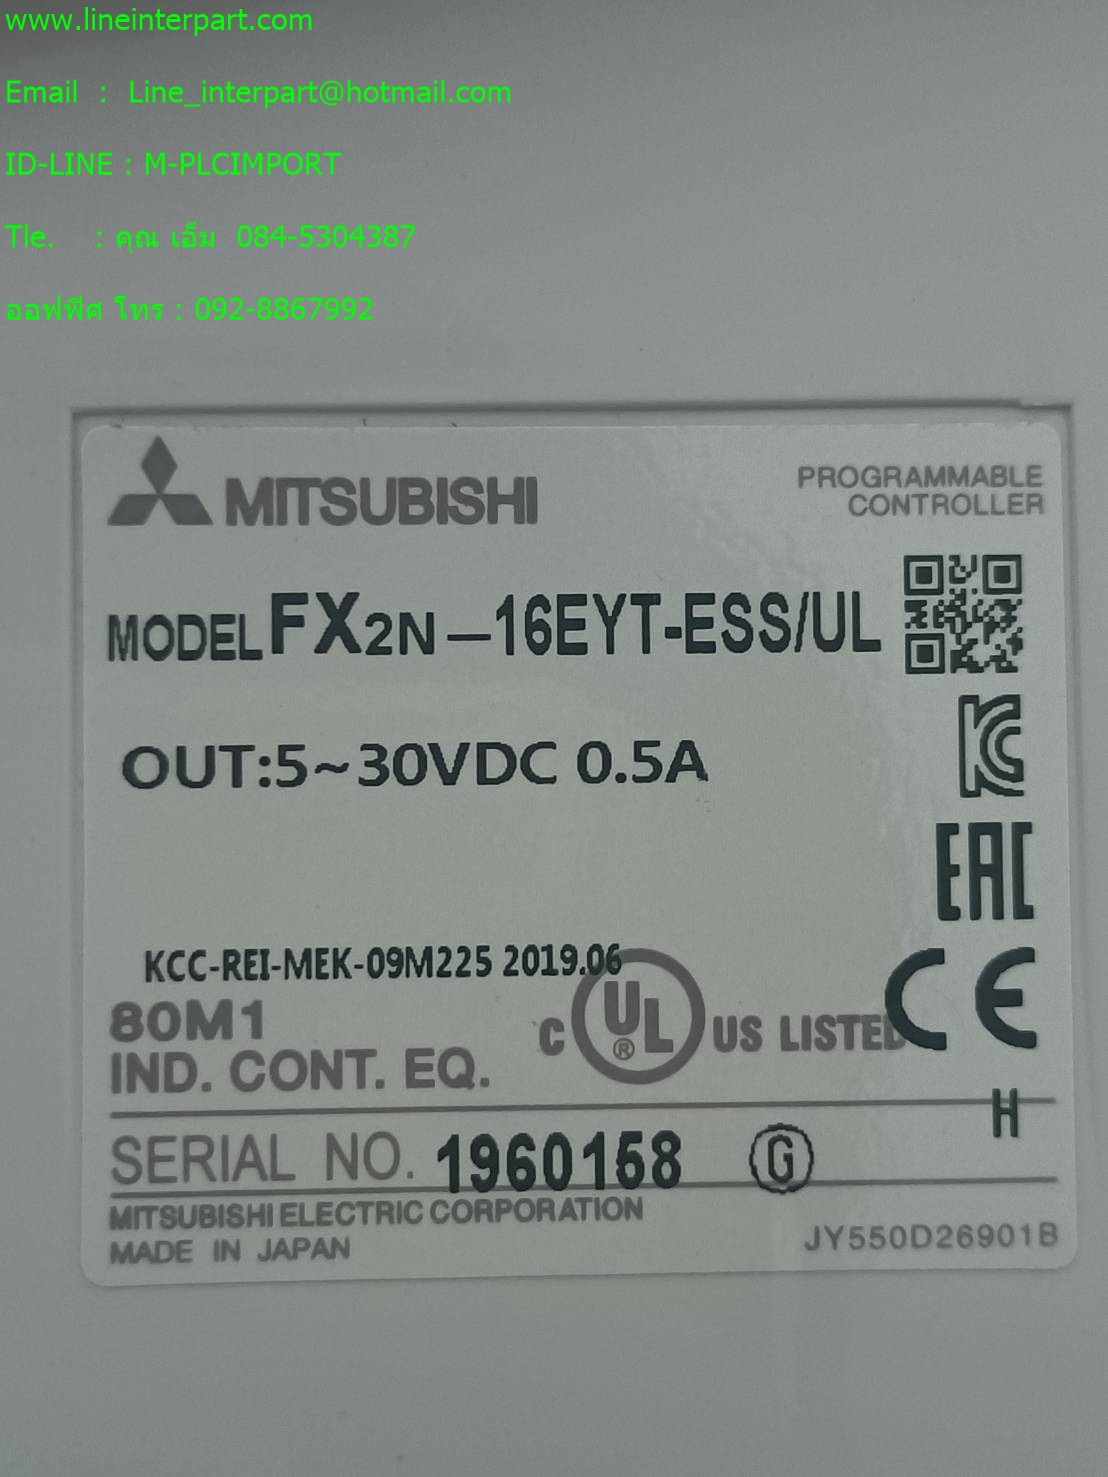 www.lineinterpart.com
Email : Line_interpart@hotmail.com
ID-LINE : M-PLCIMPORT
Tle. : คุณ เอ็ม 084-5304387
ออฟฟิศ โทร : 092-8867992
MITSUBISHI
PROGRAMMABLE
CONTROLLER
MODEL FX2N-16EYT-ESS/UL
OUT:5~30VDC 0.5A
EAC
KCC-REI-MEK-09M225 2019.06
CE
80M1
IND. CONT. EQ.
C UL ® US LISTED
H
SERIAL NO. 1960158 G
MITSUBISHI ELECTRIC CORPORATION
MADE IN JAPAN
JY550D26901B